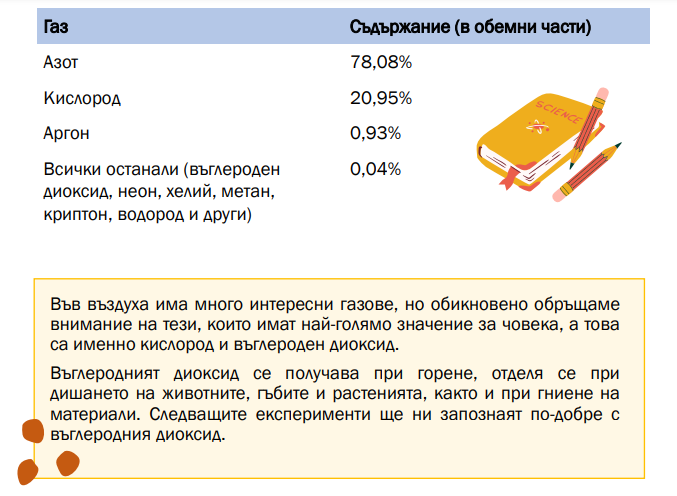 Газ Съдържание (в обемни части)
Азот 78,08%
Кислород 20,95%
Аргон 0,93%
Всички останали (въглероден 0,04%
диоксид, неон, хелий, метан,
криптон, водород и други)
SCIENCE
Във въздуха има много интересни газове, но обикновено обръщаме
внимание на тези, които имат най-голямо значение за човека, а това
са именно кислород и въглероден диоксид.
Въглеродният диоксид се получава при горене, отделя се при
дишането на животните, гъбите и растенията, както и при гниене на
материали. Следващите експерименти ще ни запознаят по-добре с
въглеродния диоксид.